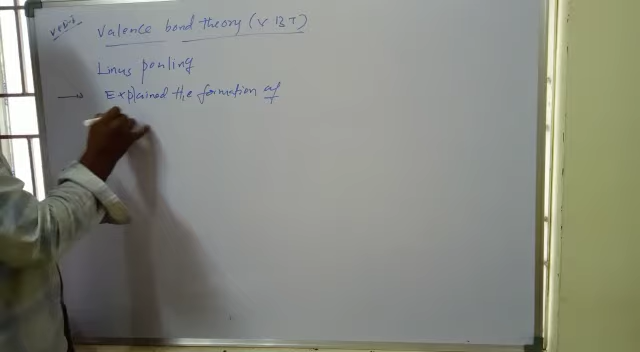 Valence bond theory (VBT)
Linus pauling
→ Explained the formation of